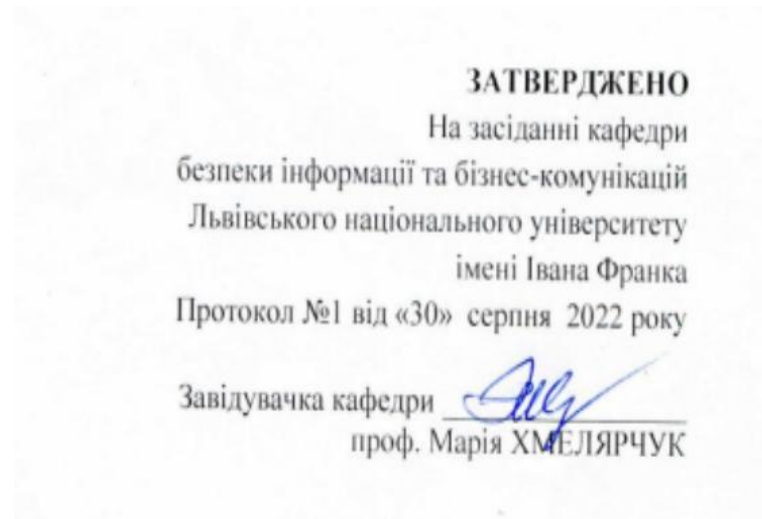 ЗАТВЕРДЖЕНО
На засіданні кафедри
безпеки інформації та бізнес-комунікацій
Львівського національного університету
імені Івана Франка
Протокол №1 від «30» серпня 2022 року
Завідувачка кафедри
проф. Марія ХМЕЛЯРЧУК